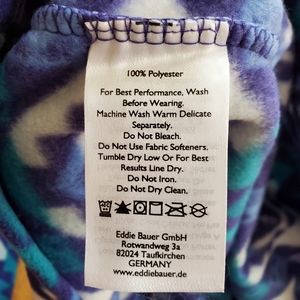 100% Polyester
For Best Performance, Wash
Before Wearing.
Machine Wash Warm Delicate
Separately.
Do Not Bleach.
Do Not Use Fabric Softeners.
Tumble Dry Low Or For Best
Results Line Dry.
Do Not Iron.
Do Not Dry Clean.
Eddie Bauer GmbH
Rotwandweg 3a
82024 Taufkirchen
GERMANY
www.eddiebauer.de